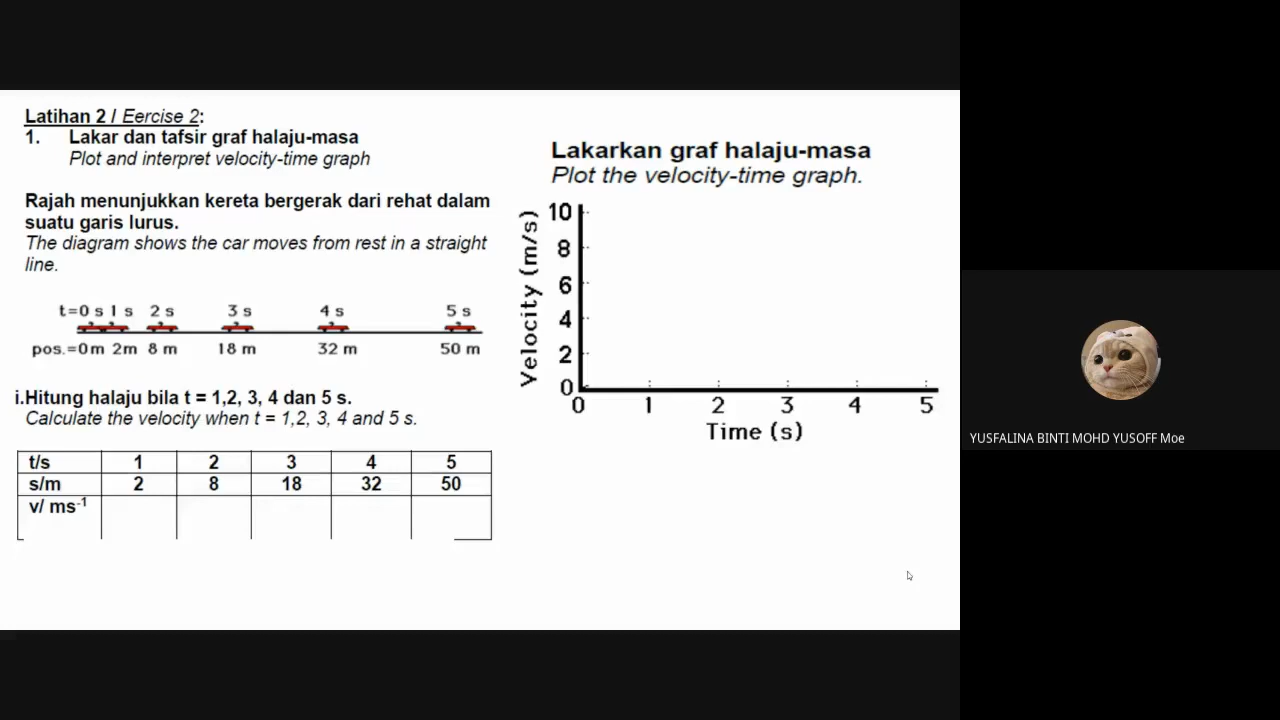 Latihan 2 / Eercise 2:
1. Lakar dan tafsir graf halaju-masa
Plot and interpret velocity-time graph
Rajah menunjukkan kereta bergerak dari rehat dalam
suatu garis lurus.
The diagram shows the car moves from rest in a straight
line.
t=0 s 1 s 2 s 3 s 4 s 5 s
pos.=0m 2m 8 m 18 m 32 m 50 m
i.Hitung halaju bila t = 1,2, 3, 4 dan 5 s.
Calculate the velocity when t = 1,2, 3, 4 and 5 s.
t/s 1 2 3 4 5
s/m 2 8 18 32 50
v/ ms-1
Lakarkan graf halaju-masa
Plot the velocity-time graph.
Velocity (m/s)
10
8
6
4
2
0
0 1 2 3 4 5
Time (s)
YUSFALINA BINTI MOHD YUSOFF Moe